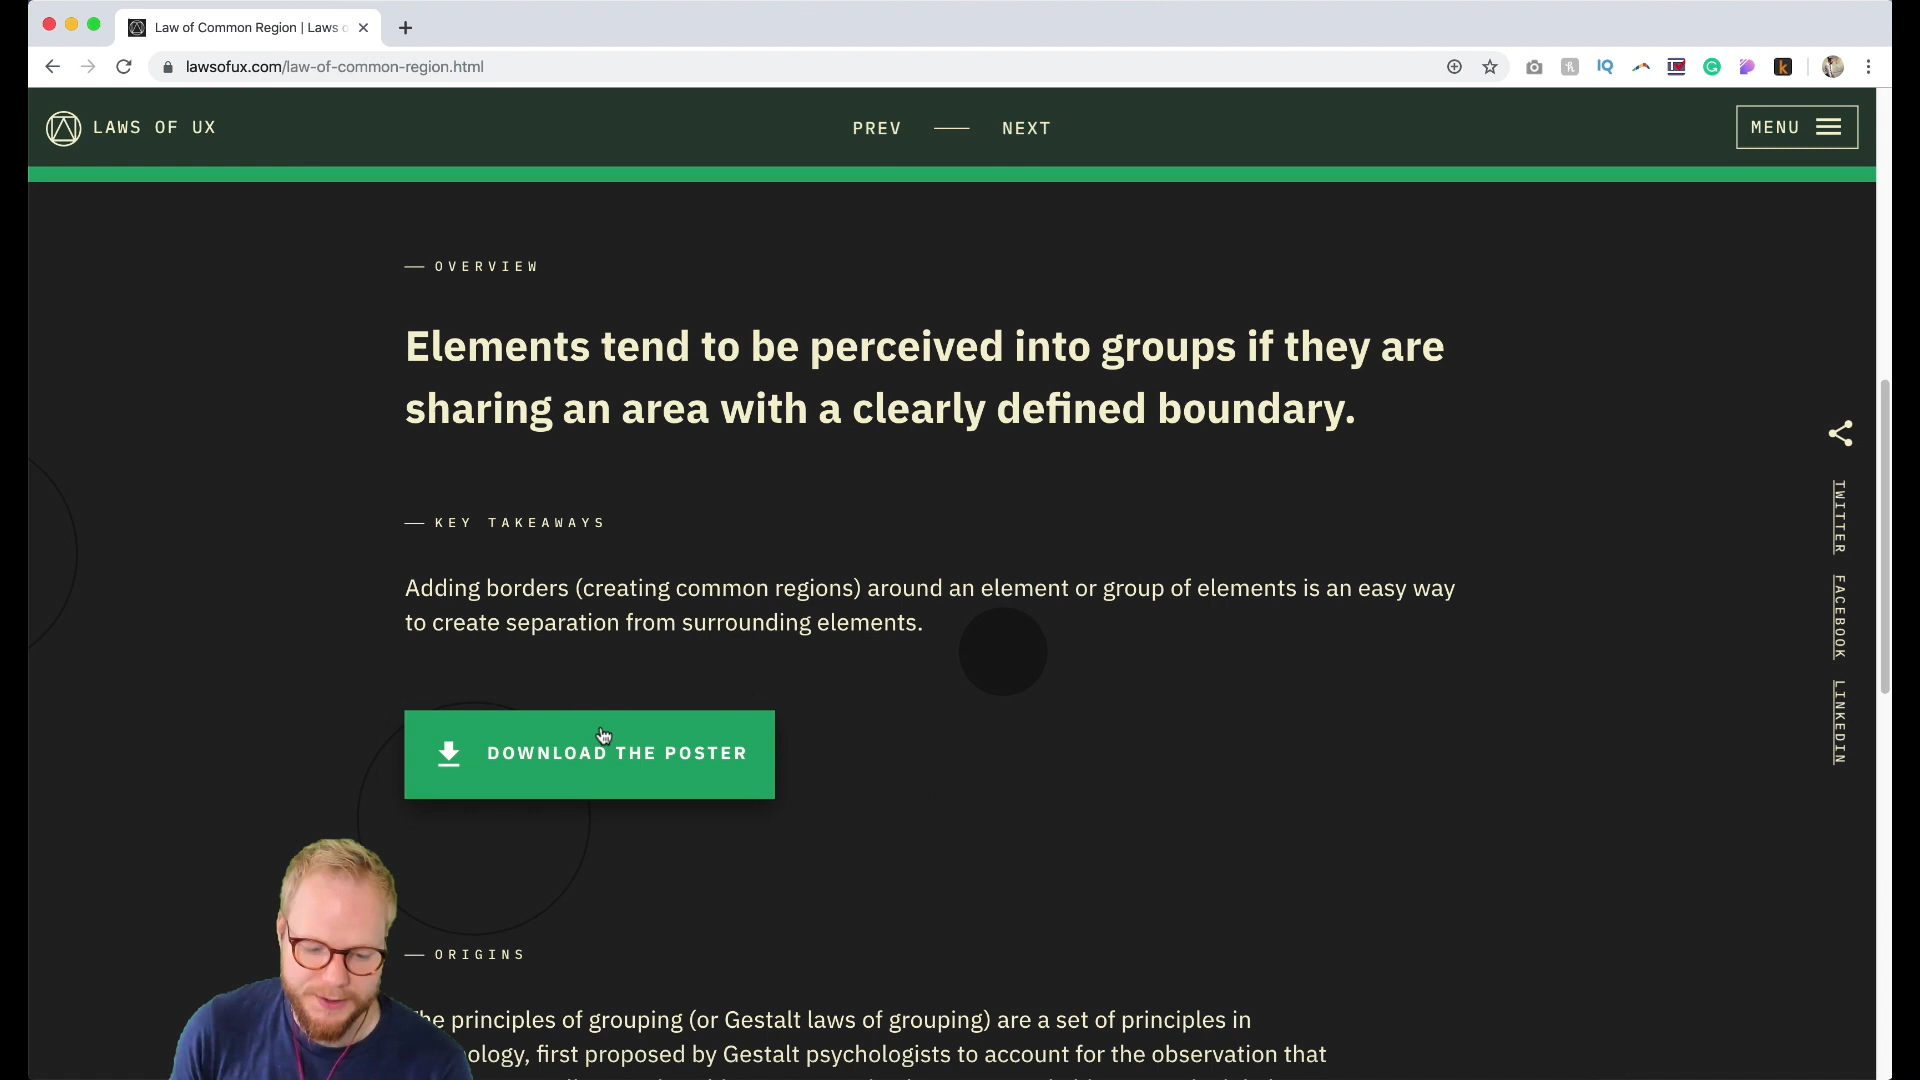 Law of Common Region | Laws
lawsofux.com/law-of-common-region.html
LAWS OF UX
PREV
NEXT
MENU
OVERVIEW
Elements tend to be perceived into groups if they are
sharing an area with a clearly defined boundary.
KEY TAKEAWAYS
Adding borders (creating common regions) around an element or group of elements is an easy way
to create separation from surrounding elements.
DOWNLOAD THE POSTER
TWITTER
FACEBOOK
LINKEDIN
ORIGINS
principles of grouping (or Gestalt laws of grouping) are a set of principles in
first proposed by Gestalt psychologists to account for the observation that